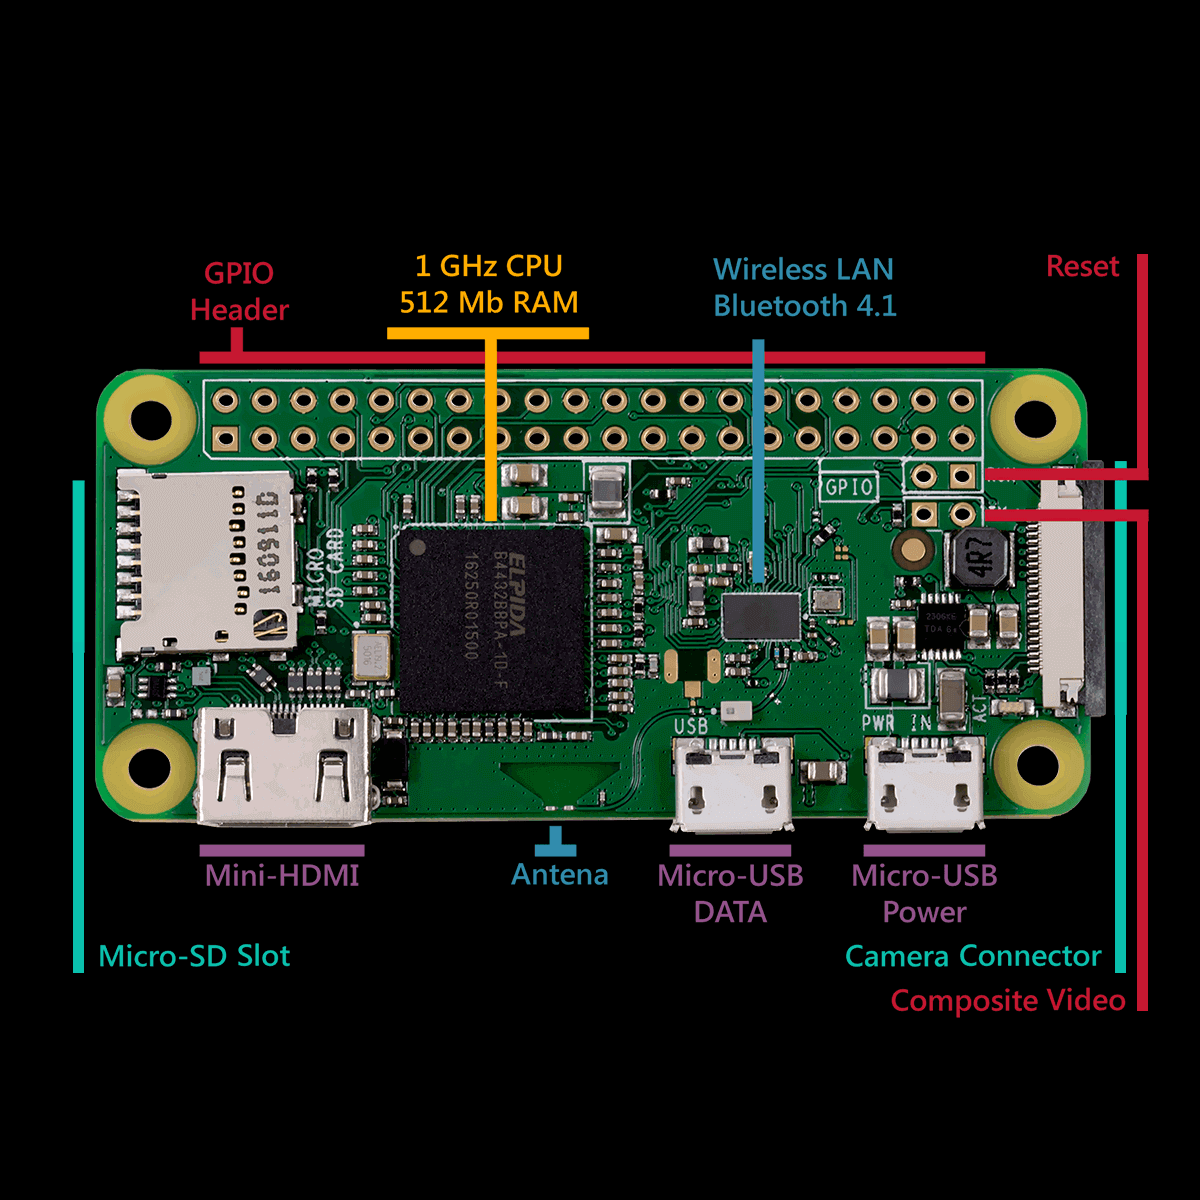 GPIO
Header
1 GHz CPU
512 Mb RAM
Wireless LAN
Bluetooth 4.1
Reset
GPIO
1609110
MICRO
SD CARD
ELPIDA
B4432BBPA-1D-F
16250R01500
4R7
USB
PWR IN
ACT
Mini-HDMI
Antena
Micro-USB
DATA
Micro-USB
Power
Micro-SD Slot
Camera Connector
Composite Video